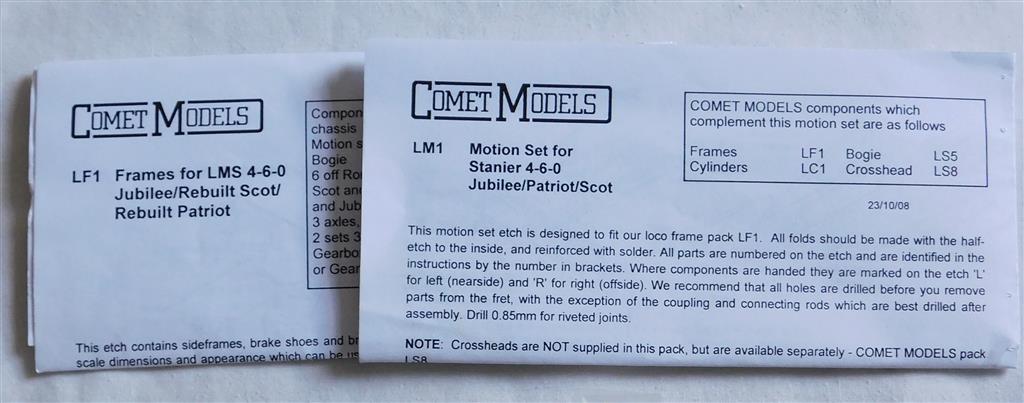 COMET MODELS
LF1 Frames for LMS 4-6-0
Jubilee/Rebuilt Scot/
Rebuilt Patriot
chassis
Motion
Bogie
6 off
Scot
and
3 axles,
2 sets
or
This etch contains sideframes, brake shoes and
scale dimensions and appearance which can be
COMET MODELS
LM1 Motion Set for
Stanier 4-6-0
Jubilee/Patriot/Scot
COMET MODELS components which
complement this motion set are as follows
Frames LF1 Bogie LS5
Cylinders LC1 Crosshead LS8
23/10/08
This motion set etch is designed to fit our loco frame pack LF1. All folds should be made with the half-
etch to the inside, and reinforced with solder. All parts are numbered on the etch and are identified in the
instructions by the number in brackets. Where components are handed they are marked on the etch 'L'
for left (nearside) and 'R' for right (offside). We recommend that all holes are drilled before you remove
parts from the fret, with the exception of the coupling and connecting rods which are best drilled after
assembly. Drill 0.85mm for riveted joints.
NOTE: Crossheads are NOT supplied in this pack, but are available separately - COMET MODELS pack
LS8